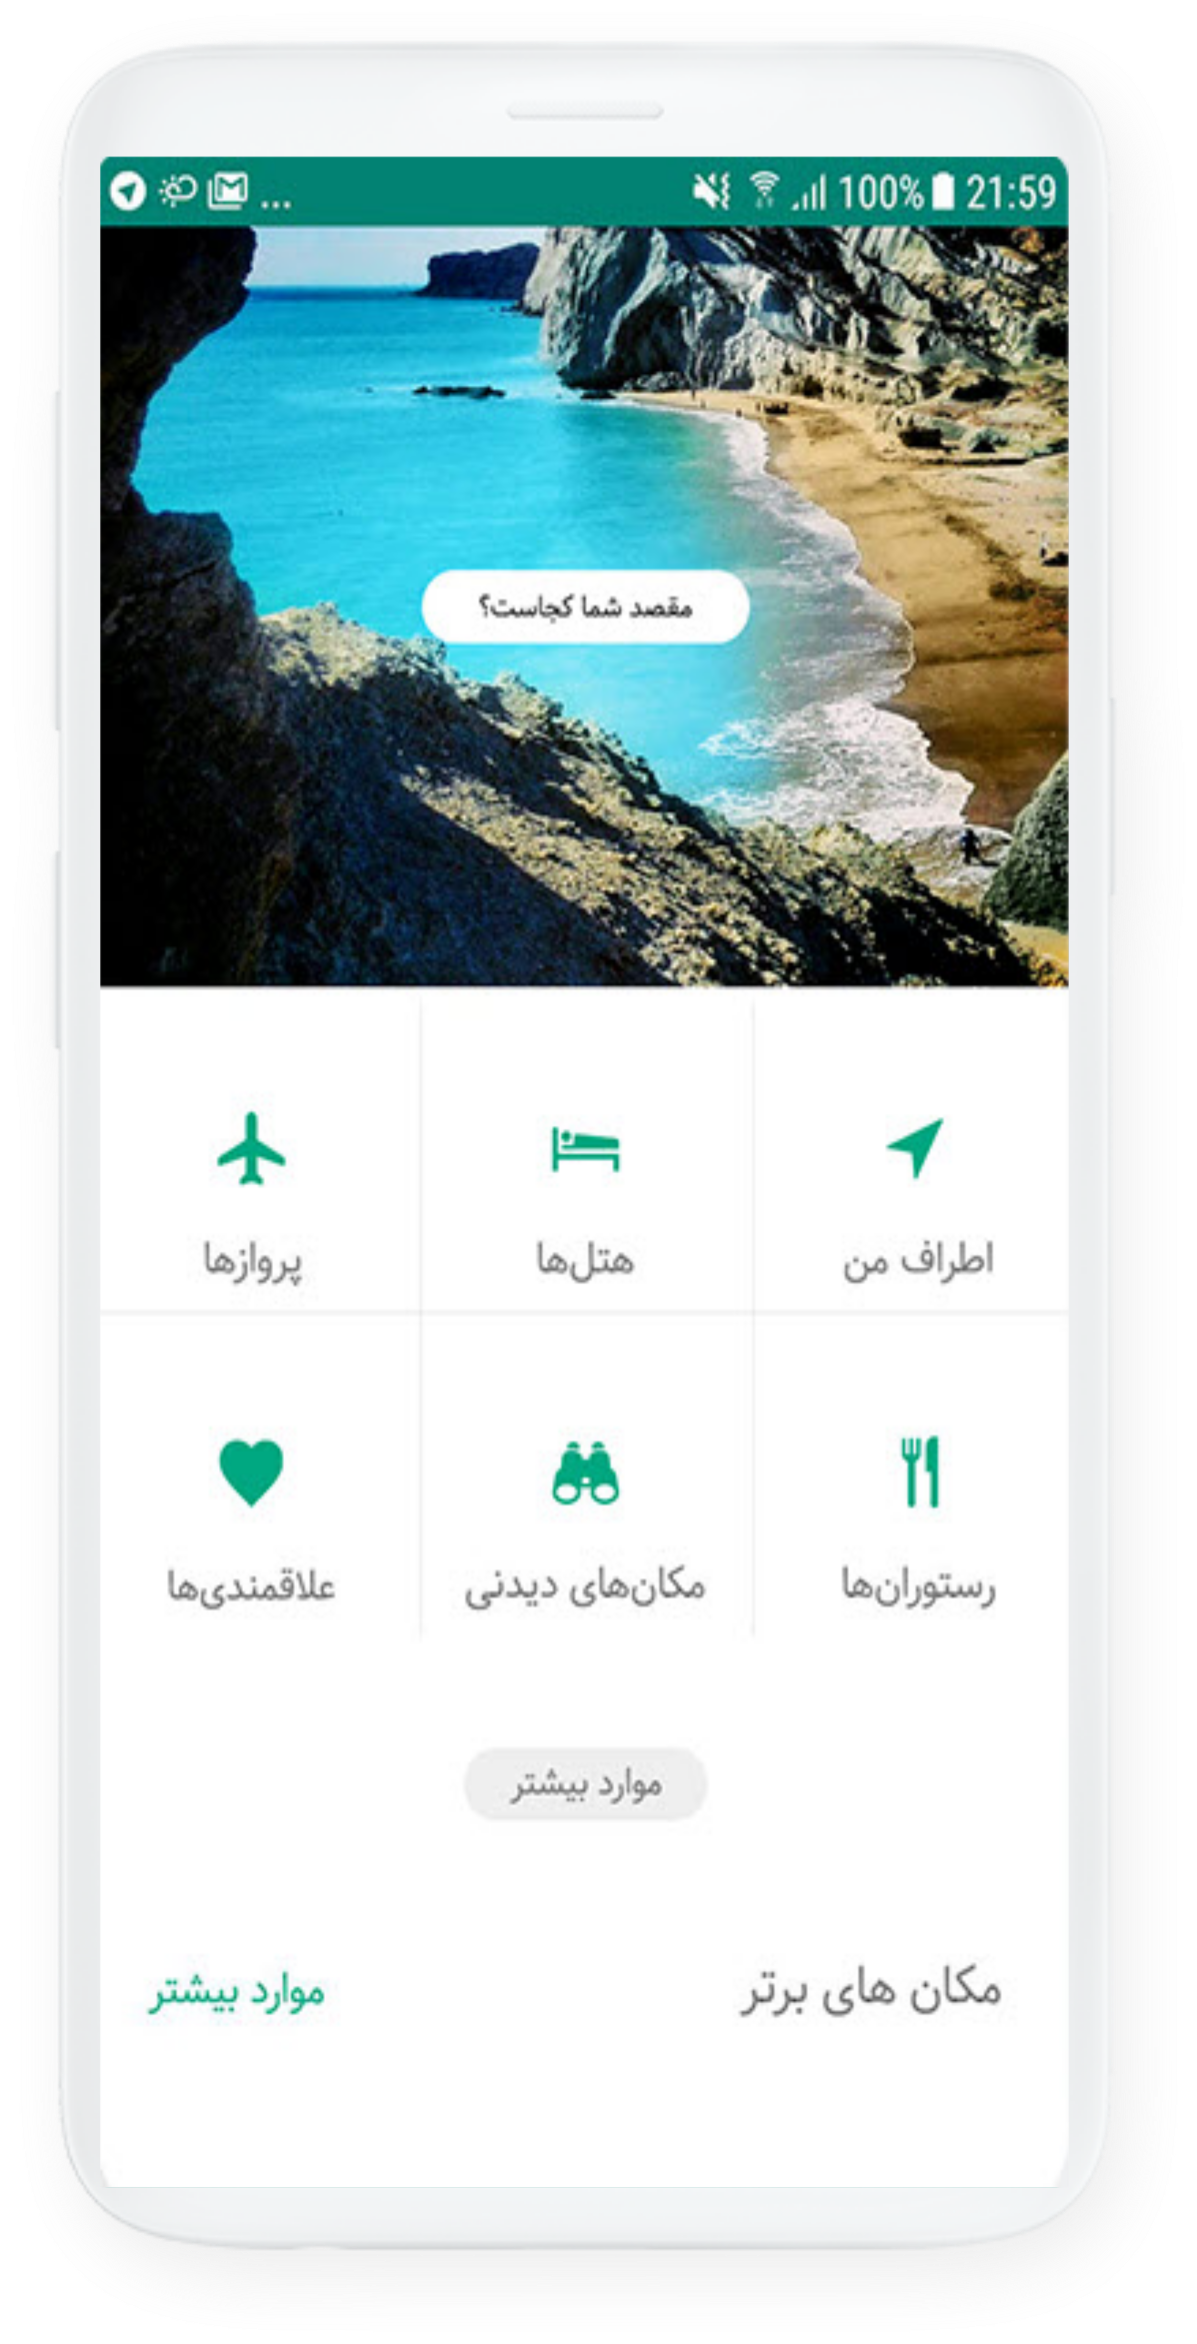 ... 100% 21:59
مقصد شما کجاست؟
اطراف من
هتل‌ها
پروازها
رستوران‌ها
مکان‌های دیدنی
علاقمندی‌ها
موارد بیشتر
مکان های برتر
موارد بیشتر